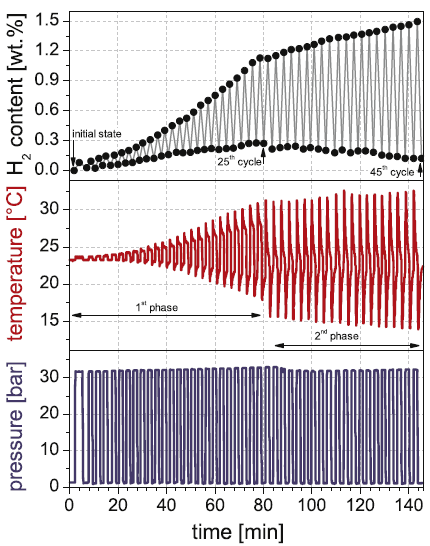 H2 content [wt.%]
1.5
1.2
0.9
0.6
0.3
0.0
initial state
25th cycle
45th cycle
temperature [°C]
30
25
20
15
1st phase
2nd phase
pressure [bar]
30
20
10
0
0 20 40 60 80 100 120 140
time [min]